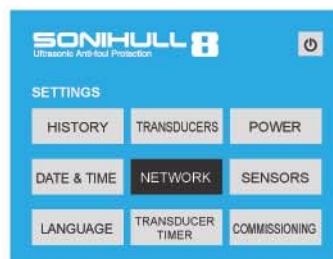 SONIHULL 8
Ultrasonic Anti-foul Protection
SETTINGS
HISTORY
TRANSDUCERS
POWER
DATE & TIME
NETWORK
SENSORS
LANGUAGE
TRANSDUCER
TIMER
COMMISSIONING